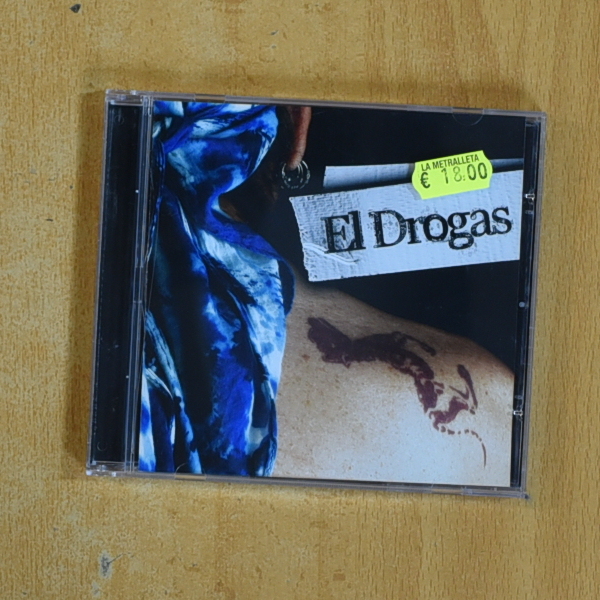 LA METRALLETA
€ 18.00
El Drogas